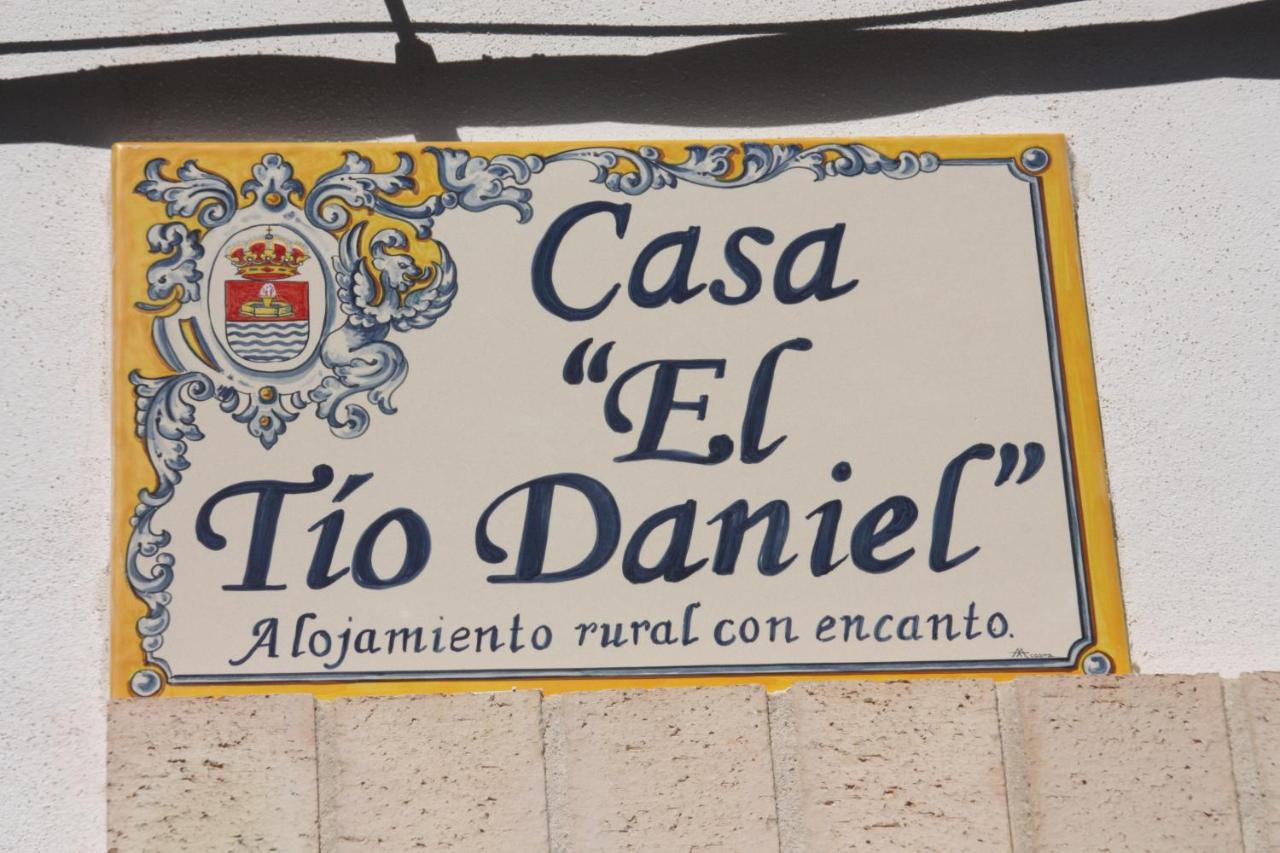 Casa
“El
Tío Daniel”
Alojamiento rural con encanto.